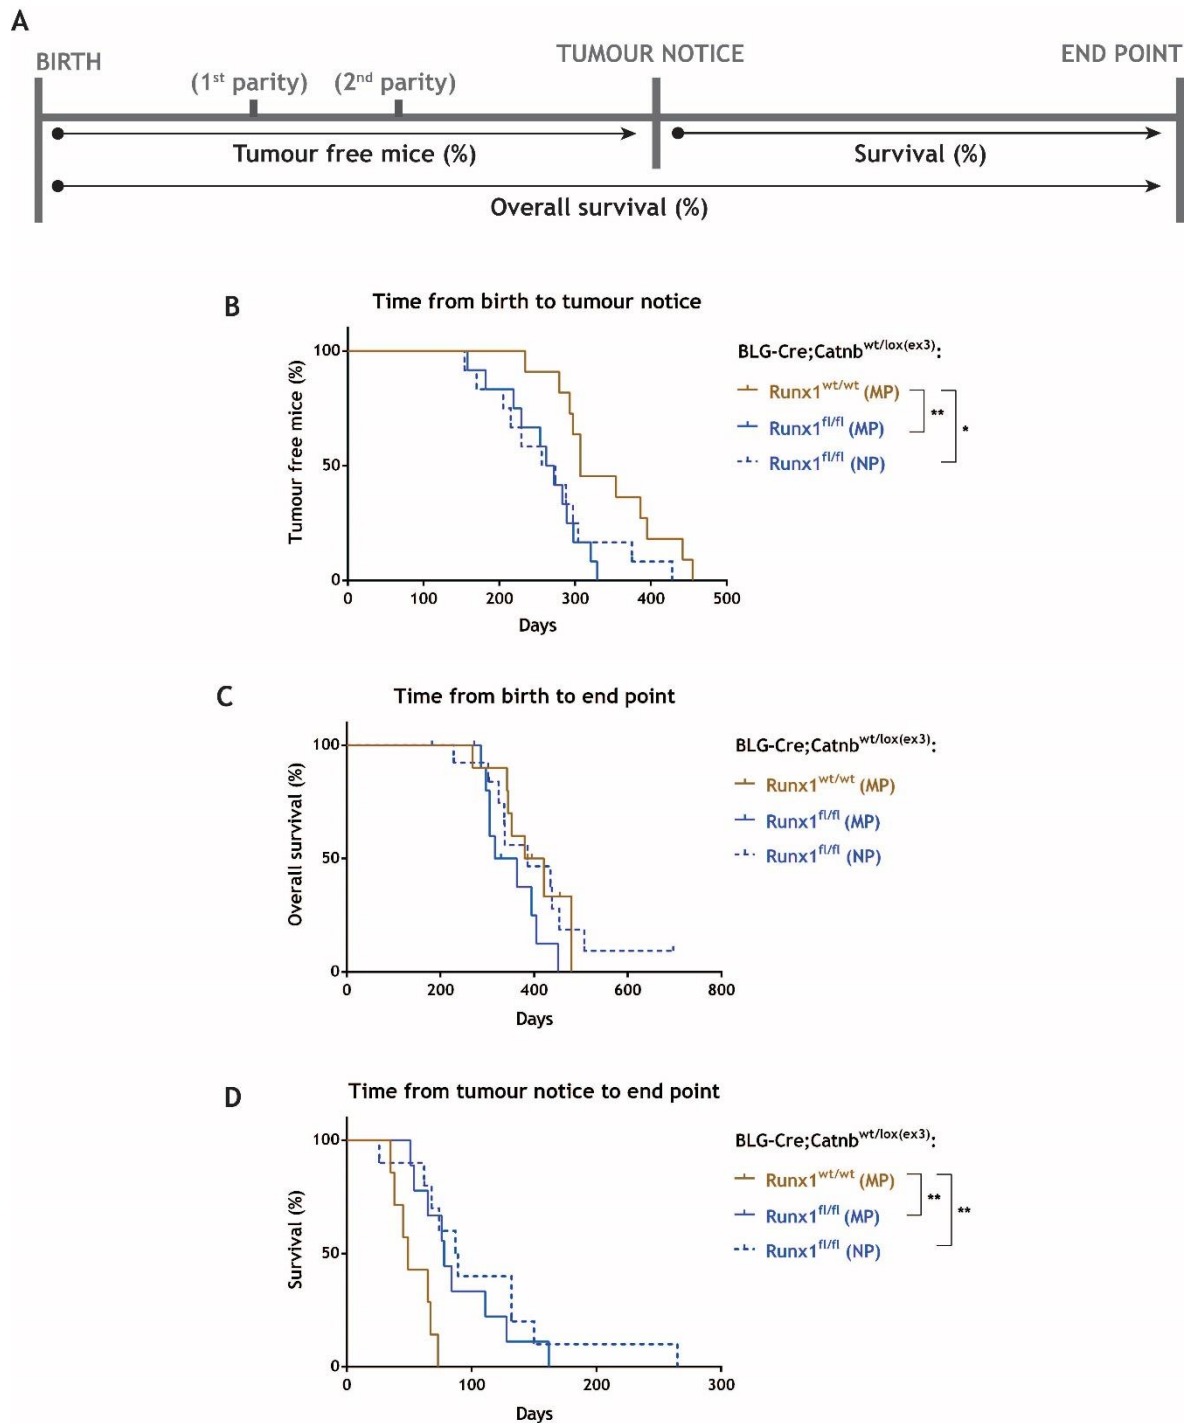 A
BIRTH
(1st parity)
(2nd parity)
TUMOUR NOTICE
END POINT
Tumour free mice (%)
Survival (%)
Overall survival (%)
B
Time from birth to tumour notice
Tumour free mice (%)
100
50
0
0 100 200 300 400 500
Days
BLG-Cre;Catnbwt/lox(ex3):
Runx1wt/wt (MP)
Runx1fl/fl (MP)
Runx1fl/fl (NP)
**
*
C
Time from birth to end point
Overall survival (%)
100
50
0
0 200 400 600 800
Days
BLG-Cre;Catnbwt/lox(ex3):
Runx1wt/wt (MP)
Runx1fl/fl (MP)
Runx1fl/fl (NP)
D
Time from tumour notice to end point
Survival (%)
100
50
0
0 100 200 300
Days
BLG-Cre;Catnbwt/lox(ex3):
Runx1wt/wt (MP)
Runx1fl/fl (MP)
Runx1fl/fl (NP)
**
**